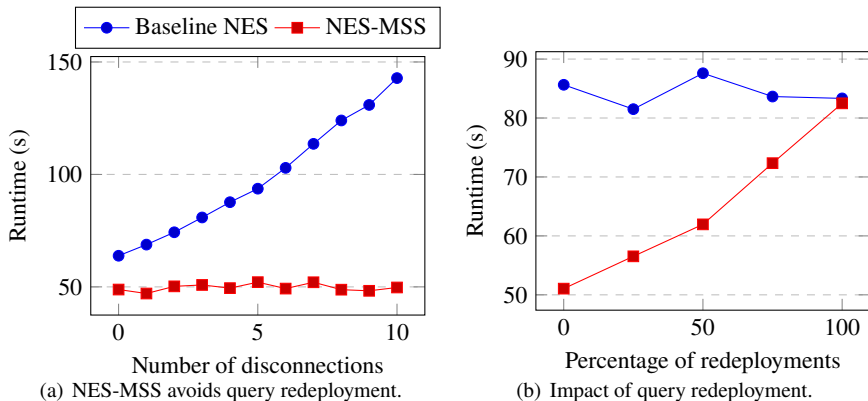 Baseline NES NES-MSS
150
100
50
Runtime (s)
0 5 10
Number of disconnections
(a) NES-MSS avoids query redeployment.
90
80
70
60
50
Runtime (s)
0 50 100
Percentage of redeployments
(b) Impact of query redeployment.